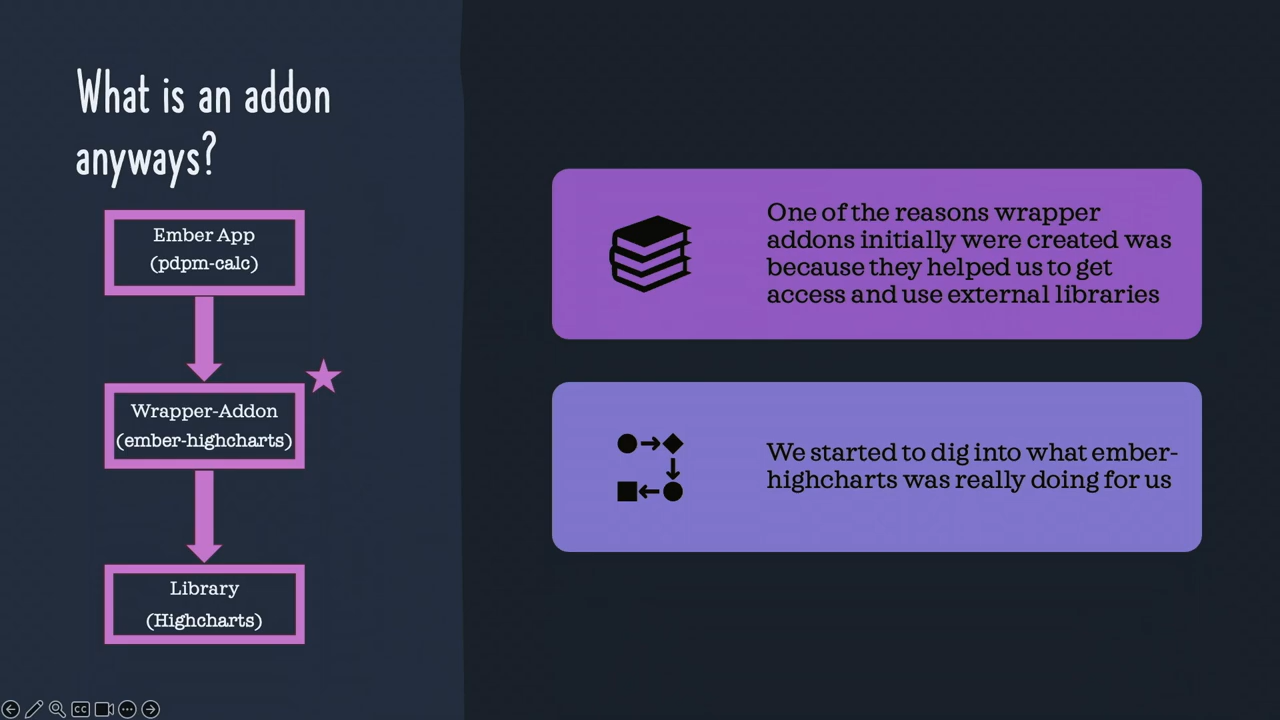 What is an addon
anyways?
Ember App
(pdpm-calc)
Wrapper-Addon
(ember-highcharts)
Library
(Highcharts)
One of the reasons wrapper
addons initially were created was
because they helped us to get
access and use external libraries
We started to dig into what ember-
highcharts was really doing for us
CC